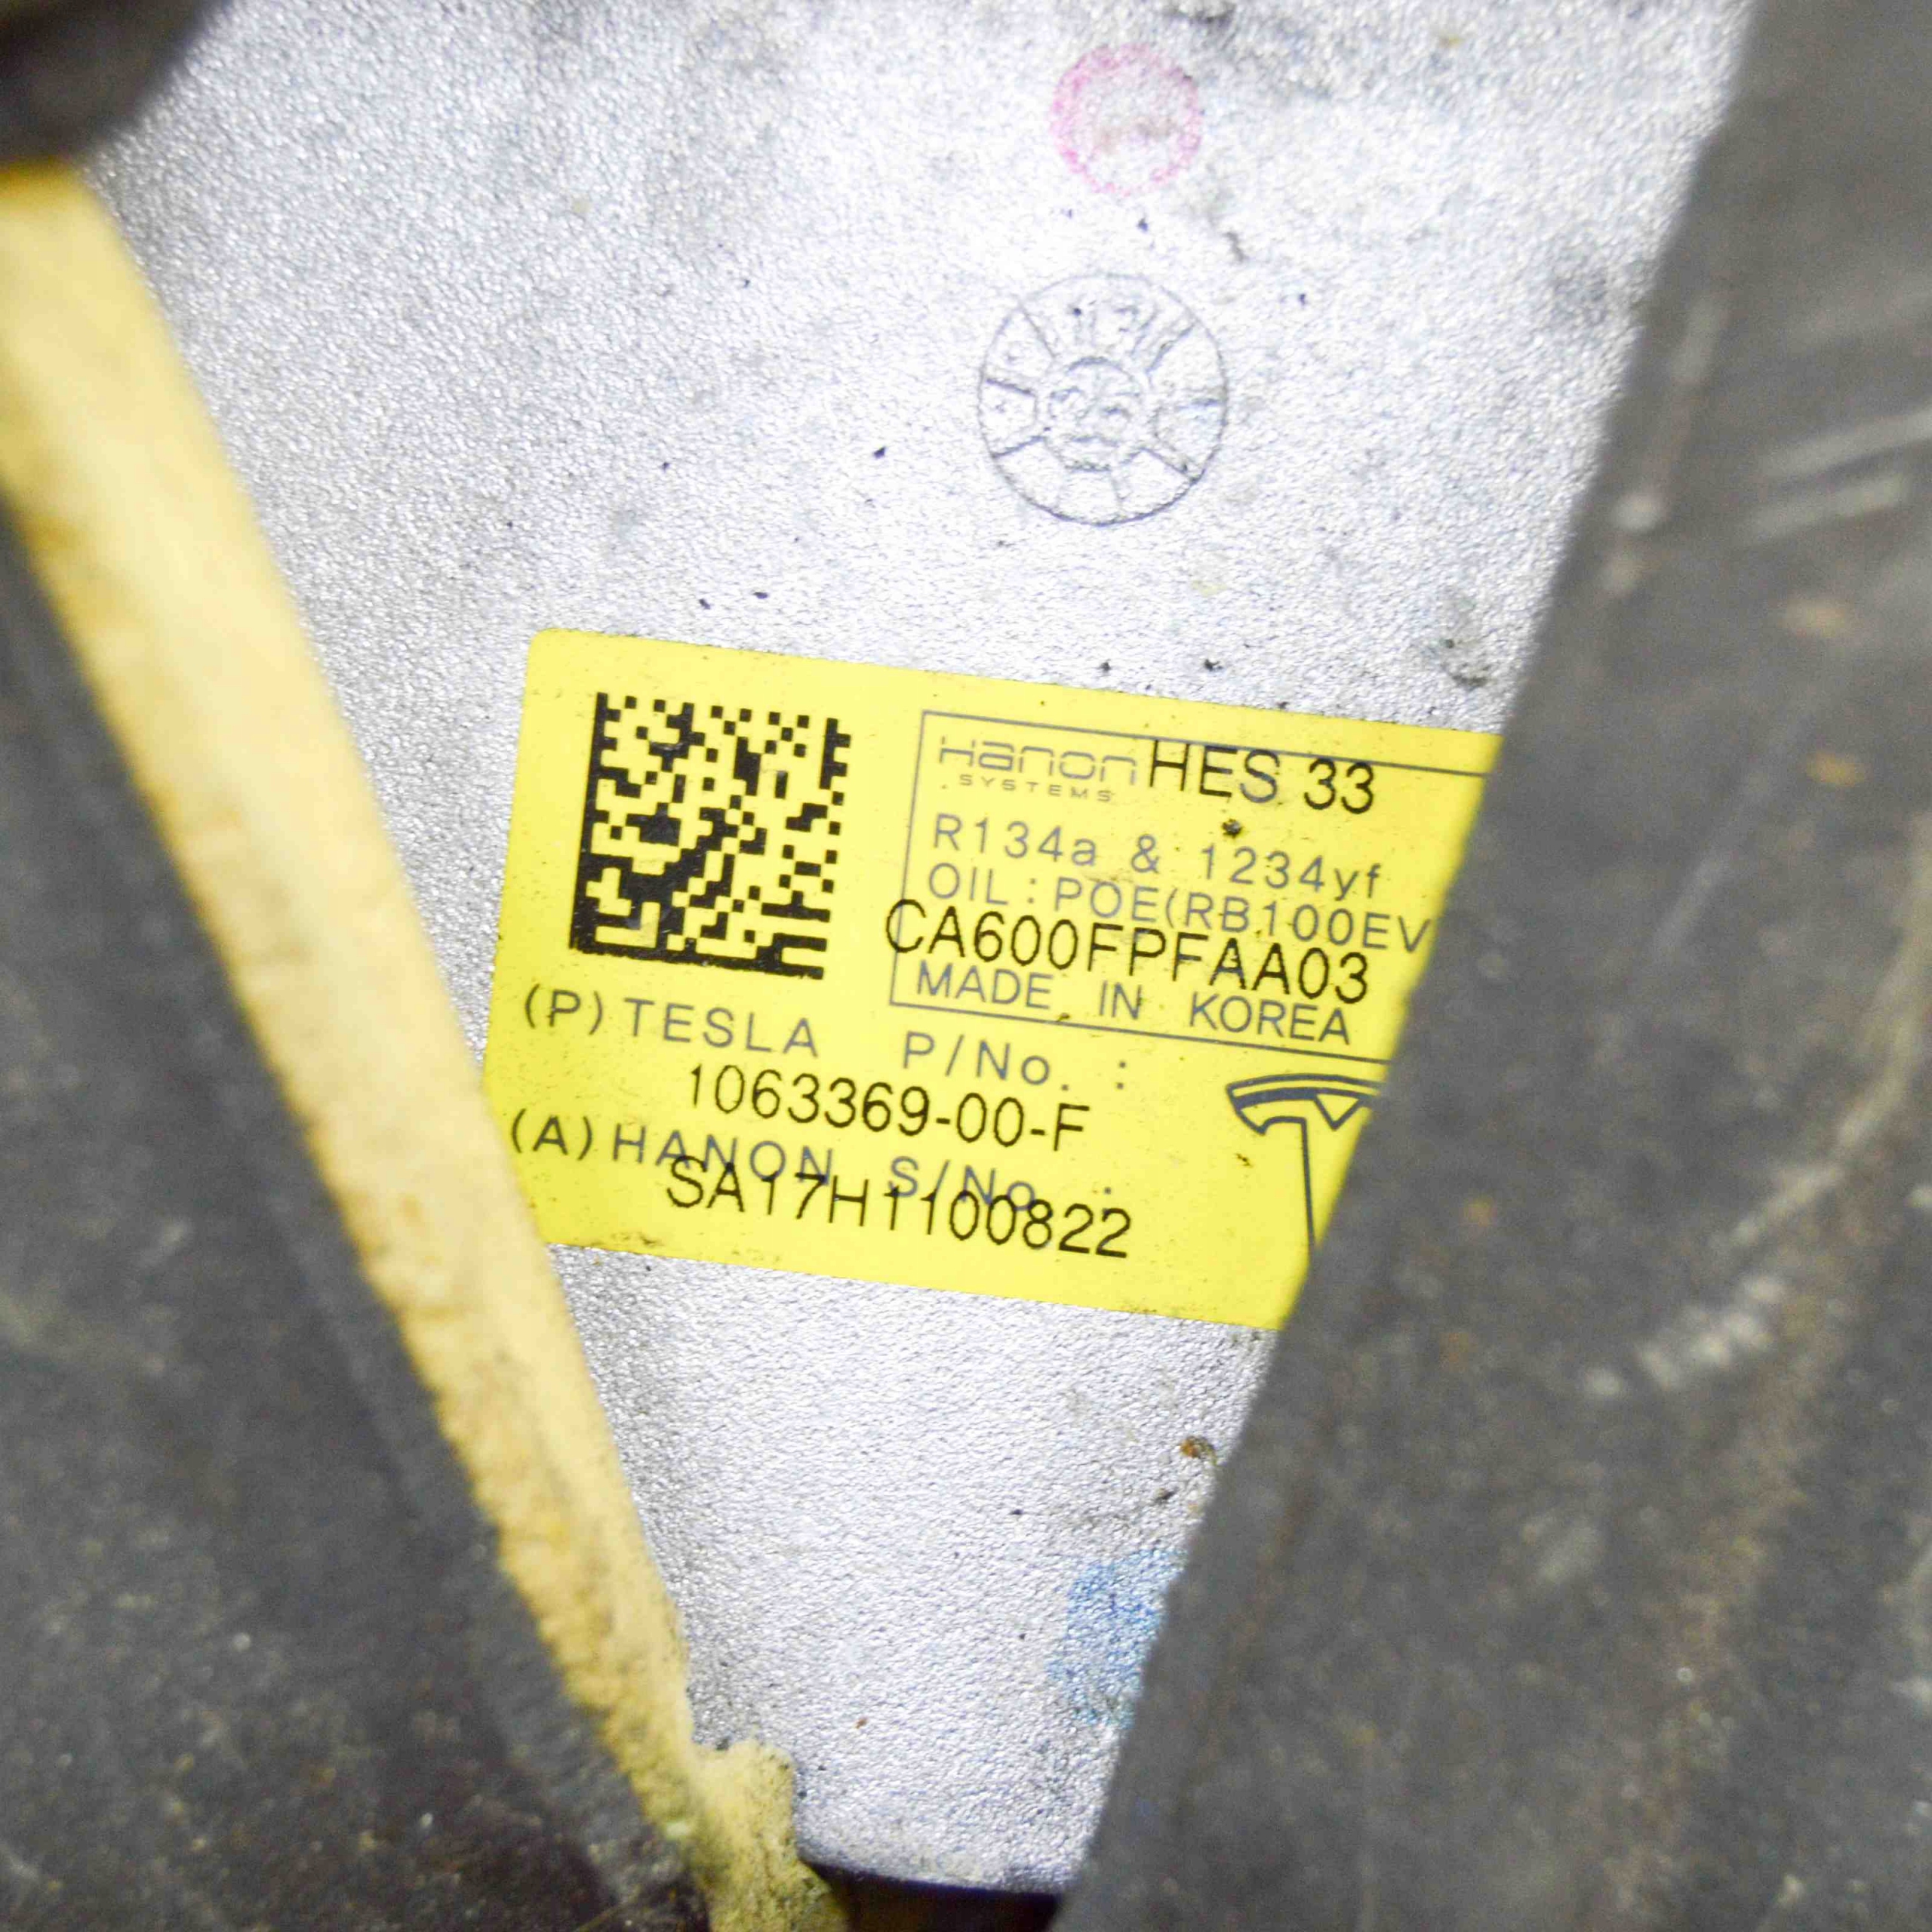 Hanon HES 33
SYSTEMS
R134a & 1234yf
OIL:POE(RB100EV
CA600FPFAA03
MADE IN KOREA
(P)TESLA P/No. :
1063369-00-F
(A)HANON S/No. :
SA17H1100822